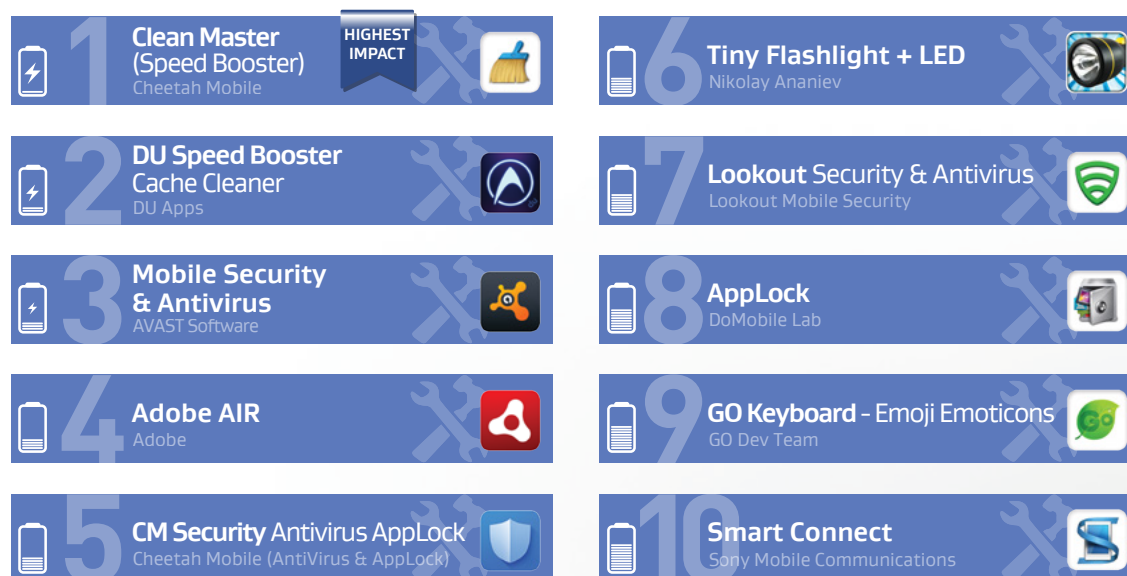 1
Clean Master
(Speed Booster)
Cheetah Mobile
HIGHEST
IMPACT
2
DU Speed Booster
Cache Cleaner
DU Apps
3
Mobile Security
& Antivirus
AVAST Software
4
Adobe AIR
Adobe
5
CM Security Antivirus AppLock
Cheetah Mobile (AntiVirus & AppLock)
6
Tiny Flashlight + LED
Nikolay Ananiev
7
Lookout Security & Antivirus
Lookout Mobile Security
8
AppLock
DoMobile Lab
9
GO Keyboard - Emoji Emoticons
GO Dev Team
GO
10
Smart Connect
Sony Mobile Communications